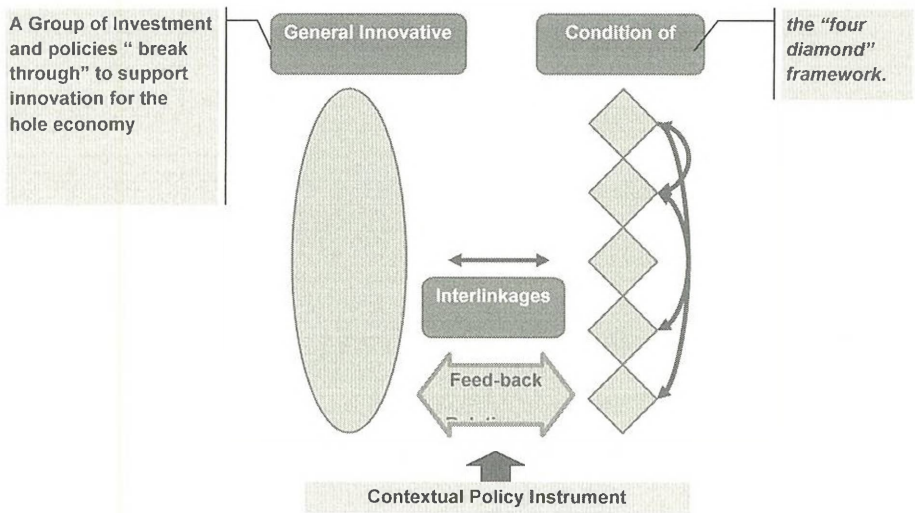 A Group of Investment
and policies “ break
through” to support
innovation for the
hole economy
General Innovative
Condition of
the “four
diamond”
framework.
Interlinkages
Feed-back
Contextual Policy Instrument